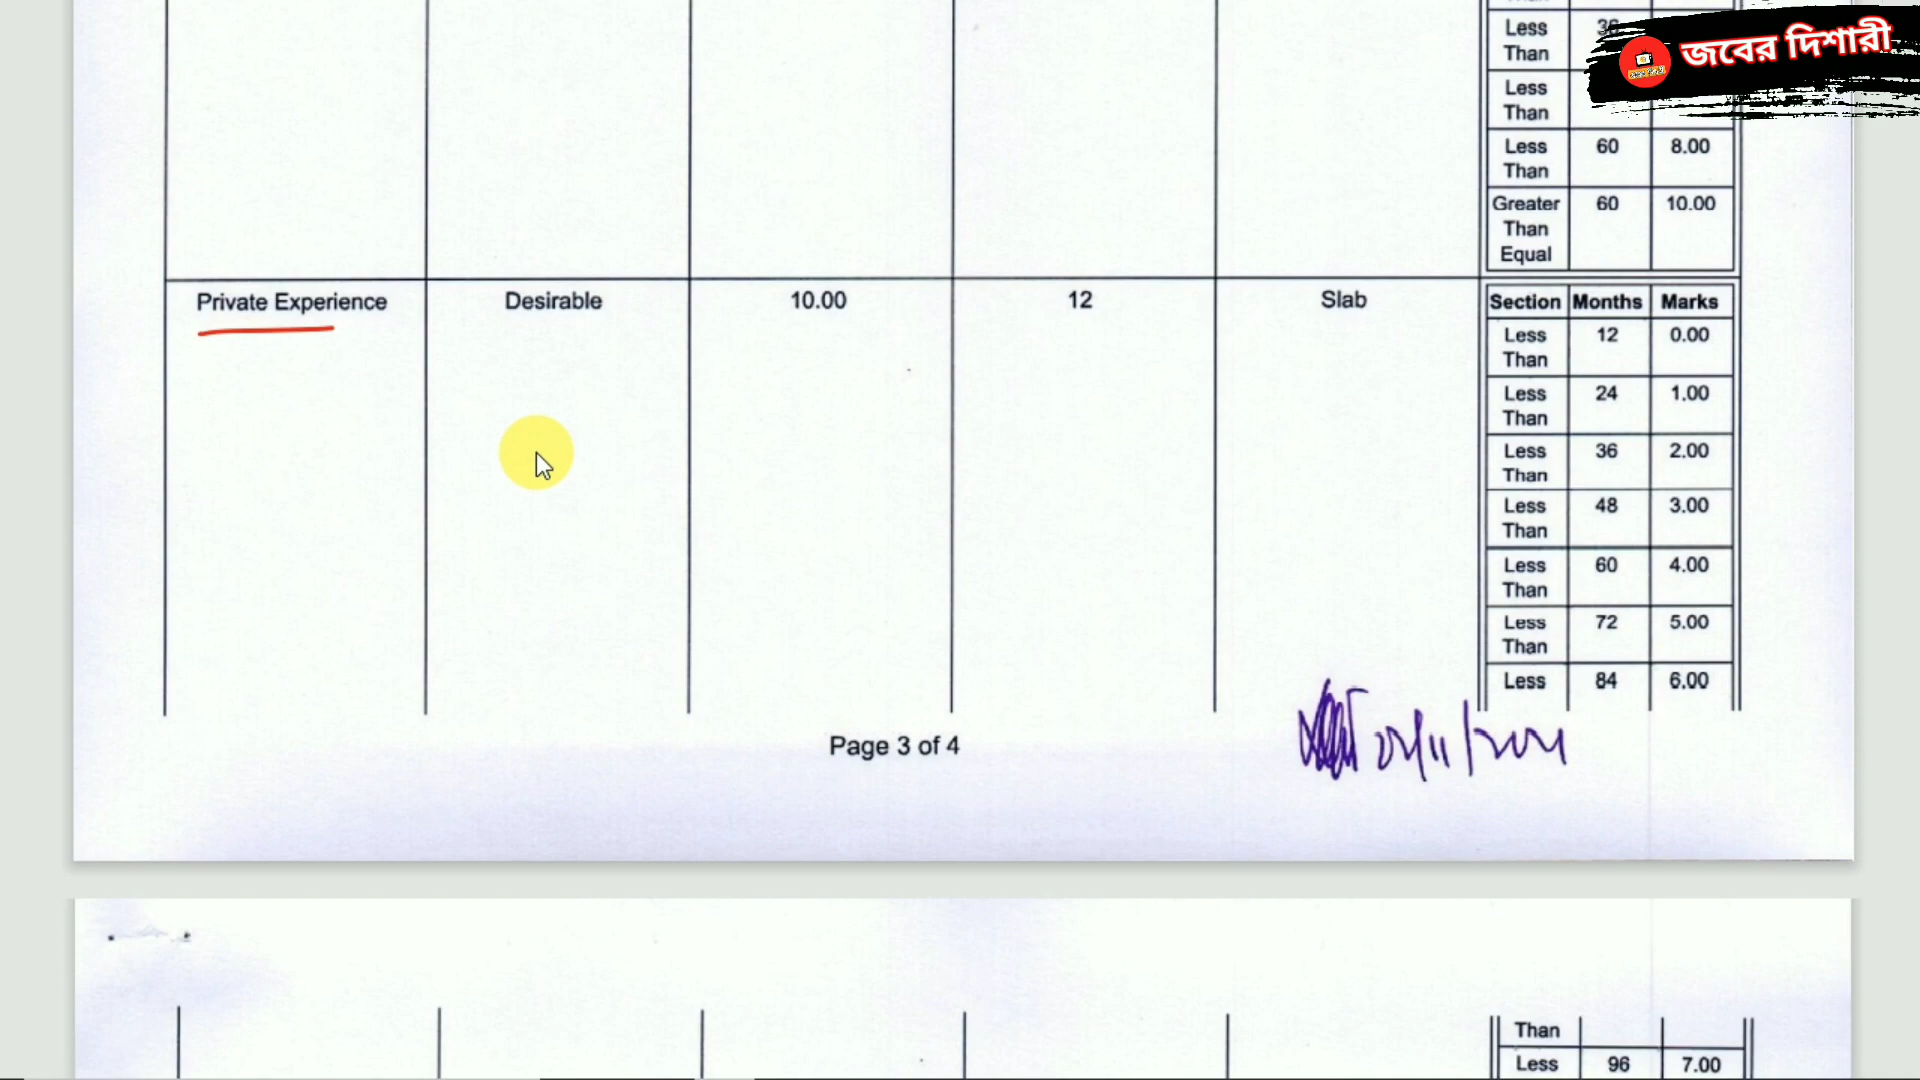 Less 36
Than
জবের দিশারী
Less
Than
Less 60 8.00
Than
Greater 60 10.00
Than
Equal
Private Experience Desirable 10.00 12 Slab Section Months Marks
Less 12 0.00
Than
Less 24 1.00
Than
Less 36 2.00
Than
Less 48 3.00
Than
Less 60 4.00
Than
Less 72 5.00
Than
Less 84 6.00
Page 3 of 4
Than
Less 96 7.00